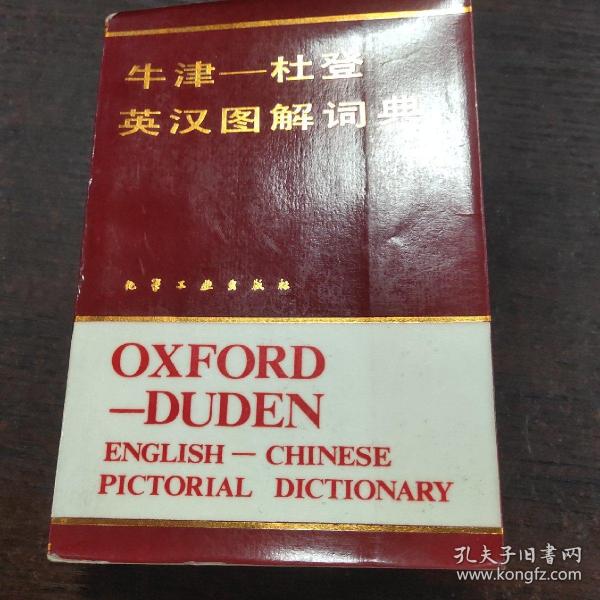 牛津—杜登
英汉图解词典
化学工业出版社
OXFORD
—DUDEN
ENGLISH — CHINESE
PICTORIAL DICTIONARY
孔夫子旧書网
www.kongfz.com